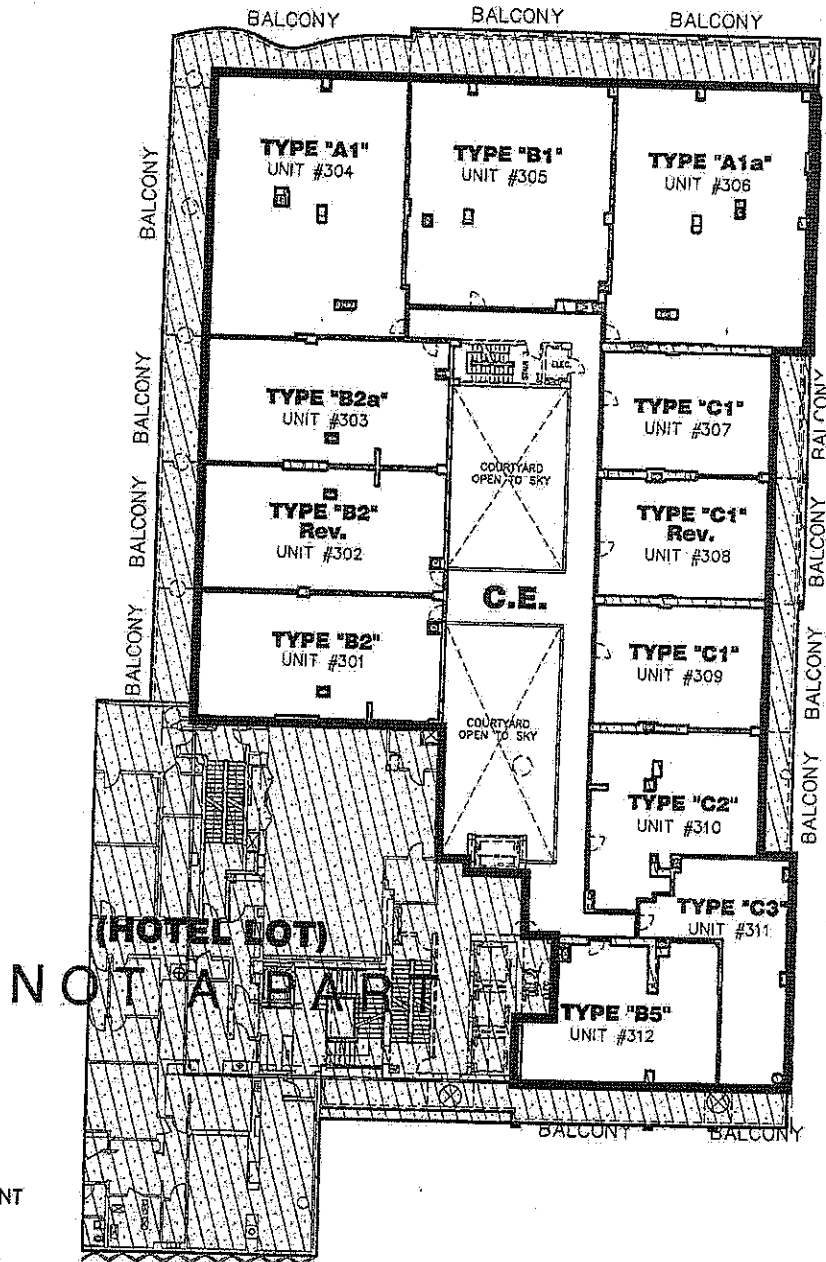 BALCONY
BALCONY
BALCONY
BALCONY
TYPE "A1"
UNIT #304
TYPE "B1"
UNIT #305
TYPE "A1a"
UNIT #306
BALCONY
TYPE "B2a"
UNIT #303
STAIR
ELEC.
TYPE "C1"
UNIT #307
BALCONY
COURTYARD
OPEN TO SKY
BALCONY
TYPE "B2"
Rev.
UNIT #302
TYPE "C1"
Rev.
UNIT #308
BALCONY
C.E.
BALCONY
TYPE "B2"
UNIT #301
TYPE "C1"
UNIT #309
BALCONY
COURTYARD
OPEN TO SKY
TYPE "C2"
UNIT #310
BALCONY
(HOTEL LOT)
NOT A PART
TYPE "C3"
UNIT #311
TYPE "B5"
UNIT #312
BALCONY
BALCONY
NT